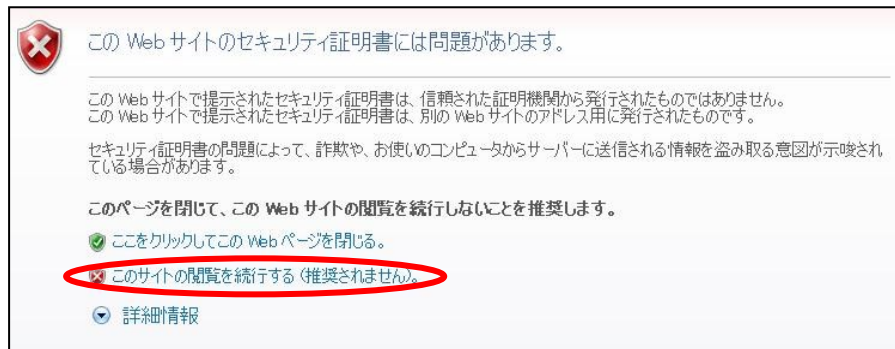 この Web サイトのセキュリティ証明書には問題があります。
この Web サイトで提示されたセキュリティ証明書は、信頼された証明機関から発行されたものではありません。
この Web サイトで提示されたセキュリティ証明書は、別の Web サイトのアドレス用に発行されたものです。
セキュリティ証明書の問題によって、詐欺や、お使いのコンピュータからサーバーに送信される情報を盗み取る意図が示唆され
ている場合があります。
このページを閉じて、この Web サイトの閲覧を続行しないことを推奨します。
ここをクリックしてこの Web ページを閉じる。
このサイトの閲覧を続行する (推奨されません)。
詳細情報